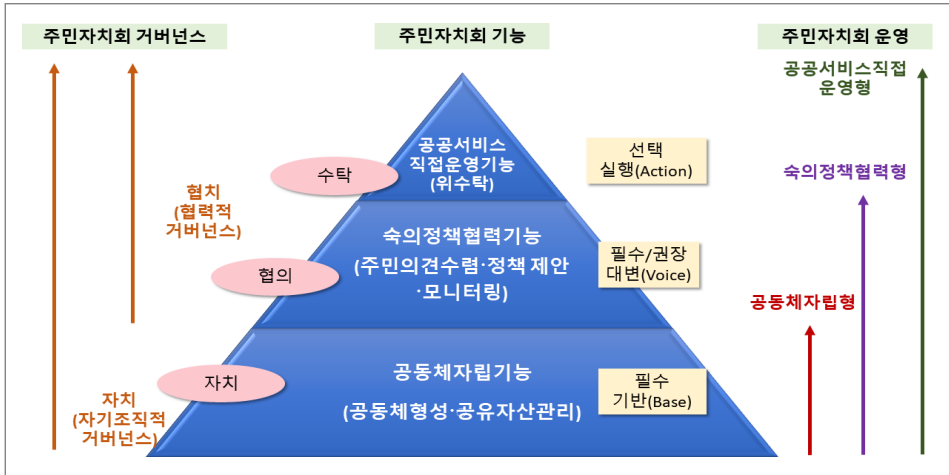 주민자치회 거버넌스
주민자치회 기능
주민자치회 운영
공공서비스직접
운영형
공공서비스
직접운영기능
(위수탁)
수탁
선택
실행(Action)
숙의정책협력형
협치
(협력적
거버넌스)
숙의정책협력기능
(주민의견수렴·정책 제안
·모니터링)
협의
필수/권장
대변(Voice)
공동체자립형
자치
공동체자립기능
(공동체형성·공유자산관리)
필수
기반(Base)
자치
(자기조직적
거버넌스)